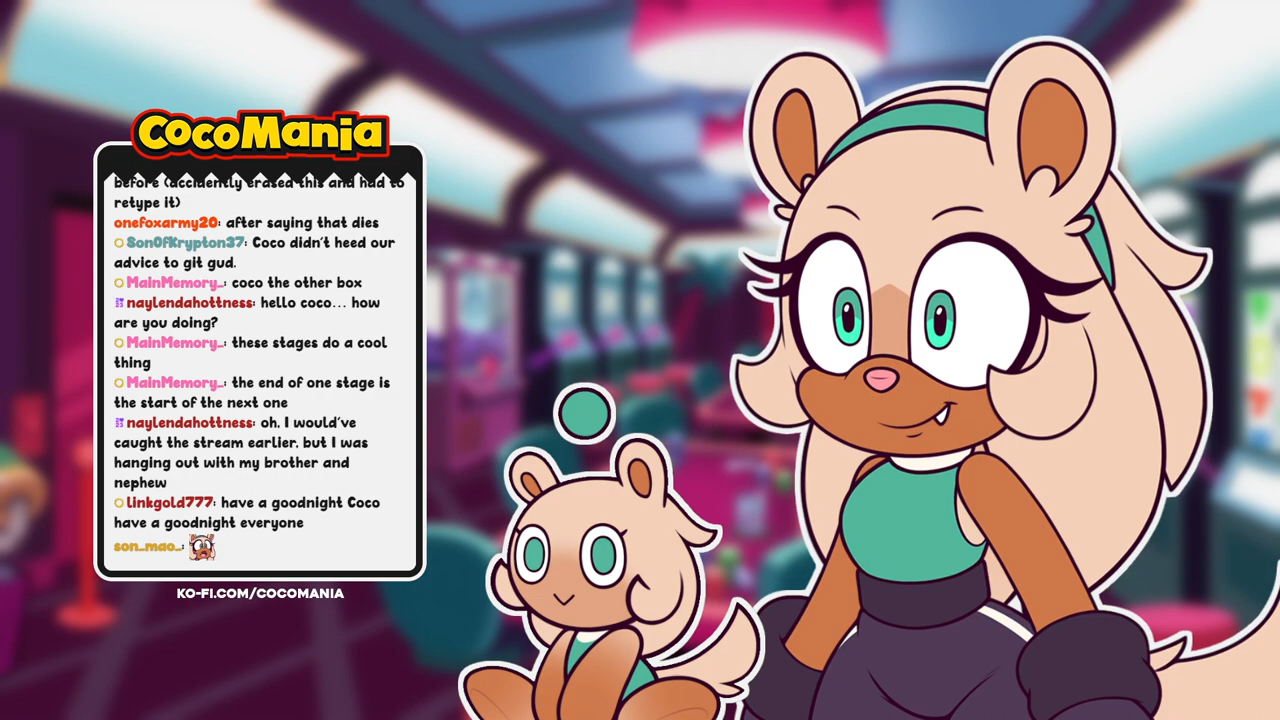 CocoMania
before (accidently erased this and had to
retype it)
onefoxarmy20: after saying that dies
SonOfKrypton37: Coco didn't heed our
advice to git gud.
MainMemory_: coco the other box
naylendahottness: hello coco... how
are you doing?
MainMemory_: these stages do a cool
thing
MainMemory_: the end of one stage is
the start of the next one
naylendahottness: oh, I would've
caught the stream earlier, but I was
hanging out with my brother and
nephew
linkgold777: have a goodnight Coco
have a goodnight everyone
son_mao_:
KO-FI.COM/COCOMANIA